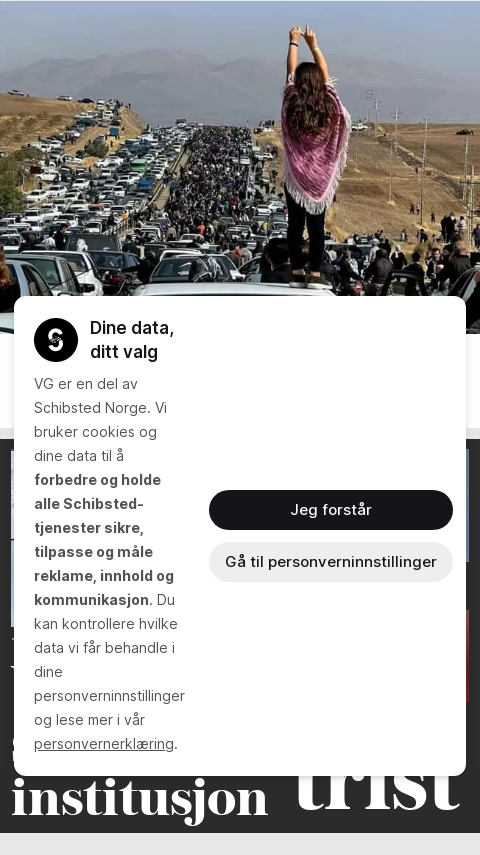 Dine data,
ditt valg
VG er en del av
Schibsted Norge. Vi
bruker cookies og
dine data til å
forbedre og holde
alle Schibsted-
tjenester sikre,
tilpasse og måle
reklame, innhold og
kommunikasjon. Du
kan kontrollere hvilke
data vi får behandle i
dine
personverninnstillinger
og lese mer i vår
personvernerklæring.
Jeg forstår
Gå til personverninnstillinger
institusjon
trist